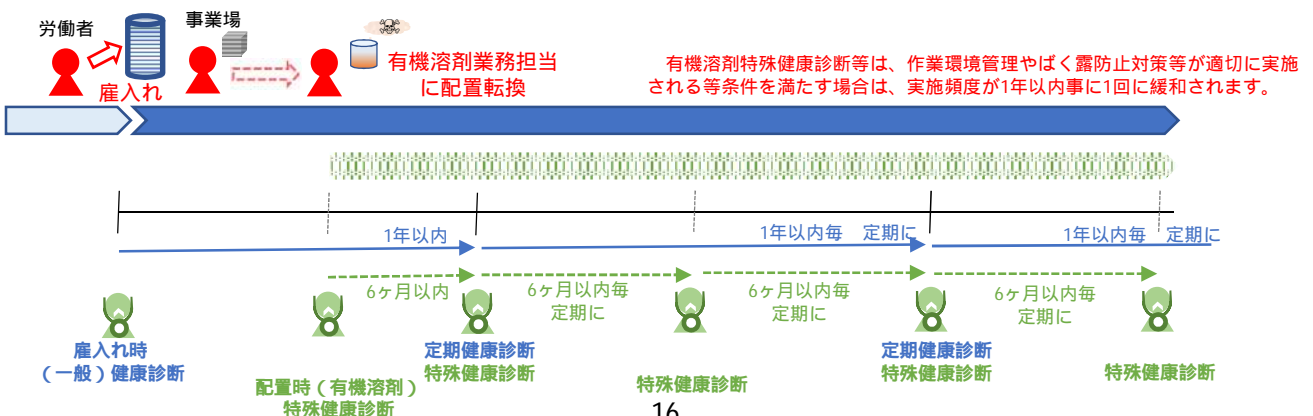 労働者
事業場
雇入れ
有機溶剤業務担当
に配置転換
有機溶剤特殊健康診断等は、作業環境管理やばく露防止対策等が適切に実施
される等条件を満たす場合は、実施頻度が1年以内事に1回に緩和されます。
1年以内
1年以内毎 定期に
1年以内毎 定期に
6ヶ月以内
6ヶ月以内毎
定期に
6ヶ月以内毎
定期に
6ヶ月以内毎
定期に
雇入れ時
（一般）健康診断
配置時（有機溶剤）
特殊健康診断
定期健康診断
特殊健康診断
特殊健康診断
定期健康診断
特殊健康診断
特殊健康診断
16